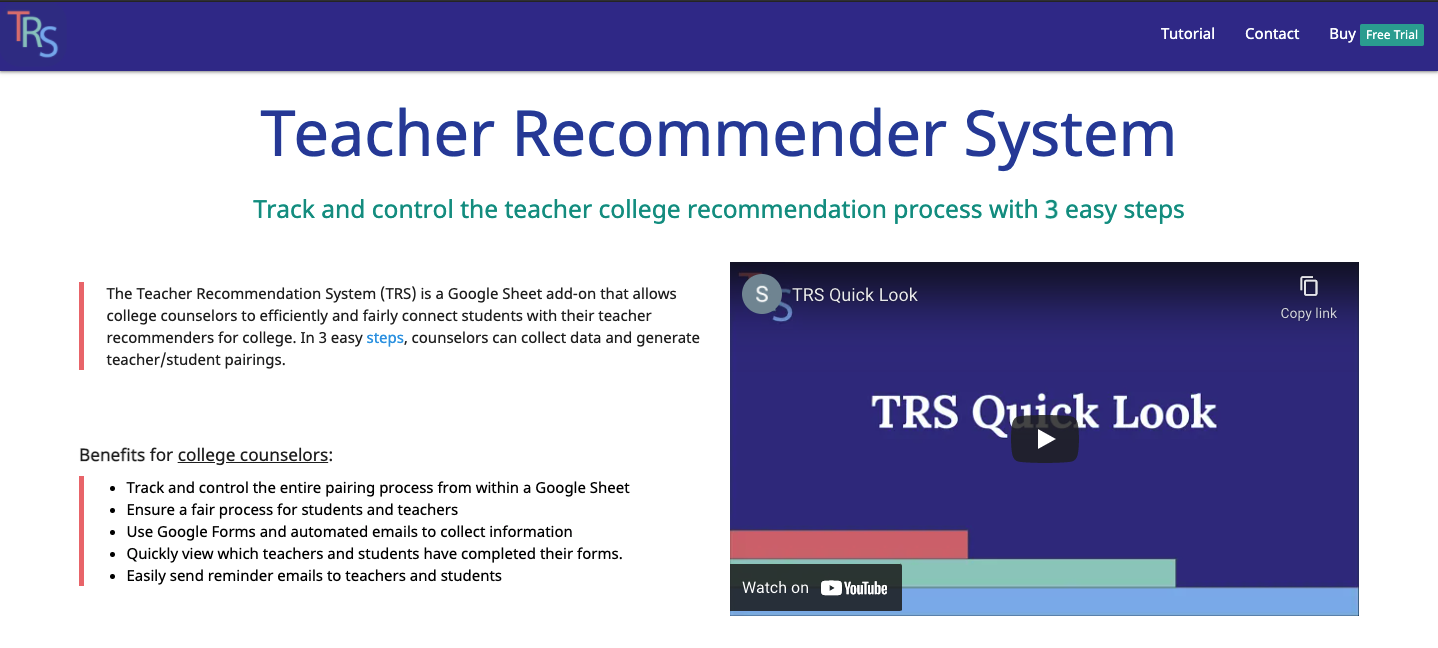 TRS
Tutorial Contact Buy Free Trial
Teacher Recommender System
Track and control the teacher college recommendation process with 3 easy steps
The Teacher Recommendation System (TRS) is a Google Sheet add-on that allows
college counselors to efficiently and fairly connect students with their teacher
recommenders for college. In 3 easy steps, counselors can collect data and generate
teacher/student pairings.
Benefits for college counselors:
• Track and control the entire pairing process from within a Google Sheet
• Ensure a fair process for students and teachers
• Use Google Forms and automated emails to collect information
• Quickly view which teachers and students have completed their forms.
• Easily send reminder emails to teachers and students
S TRS Quick Look
Copy link
TRS Quick Look
Watch on YouTube